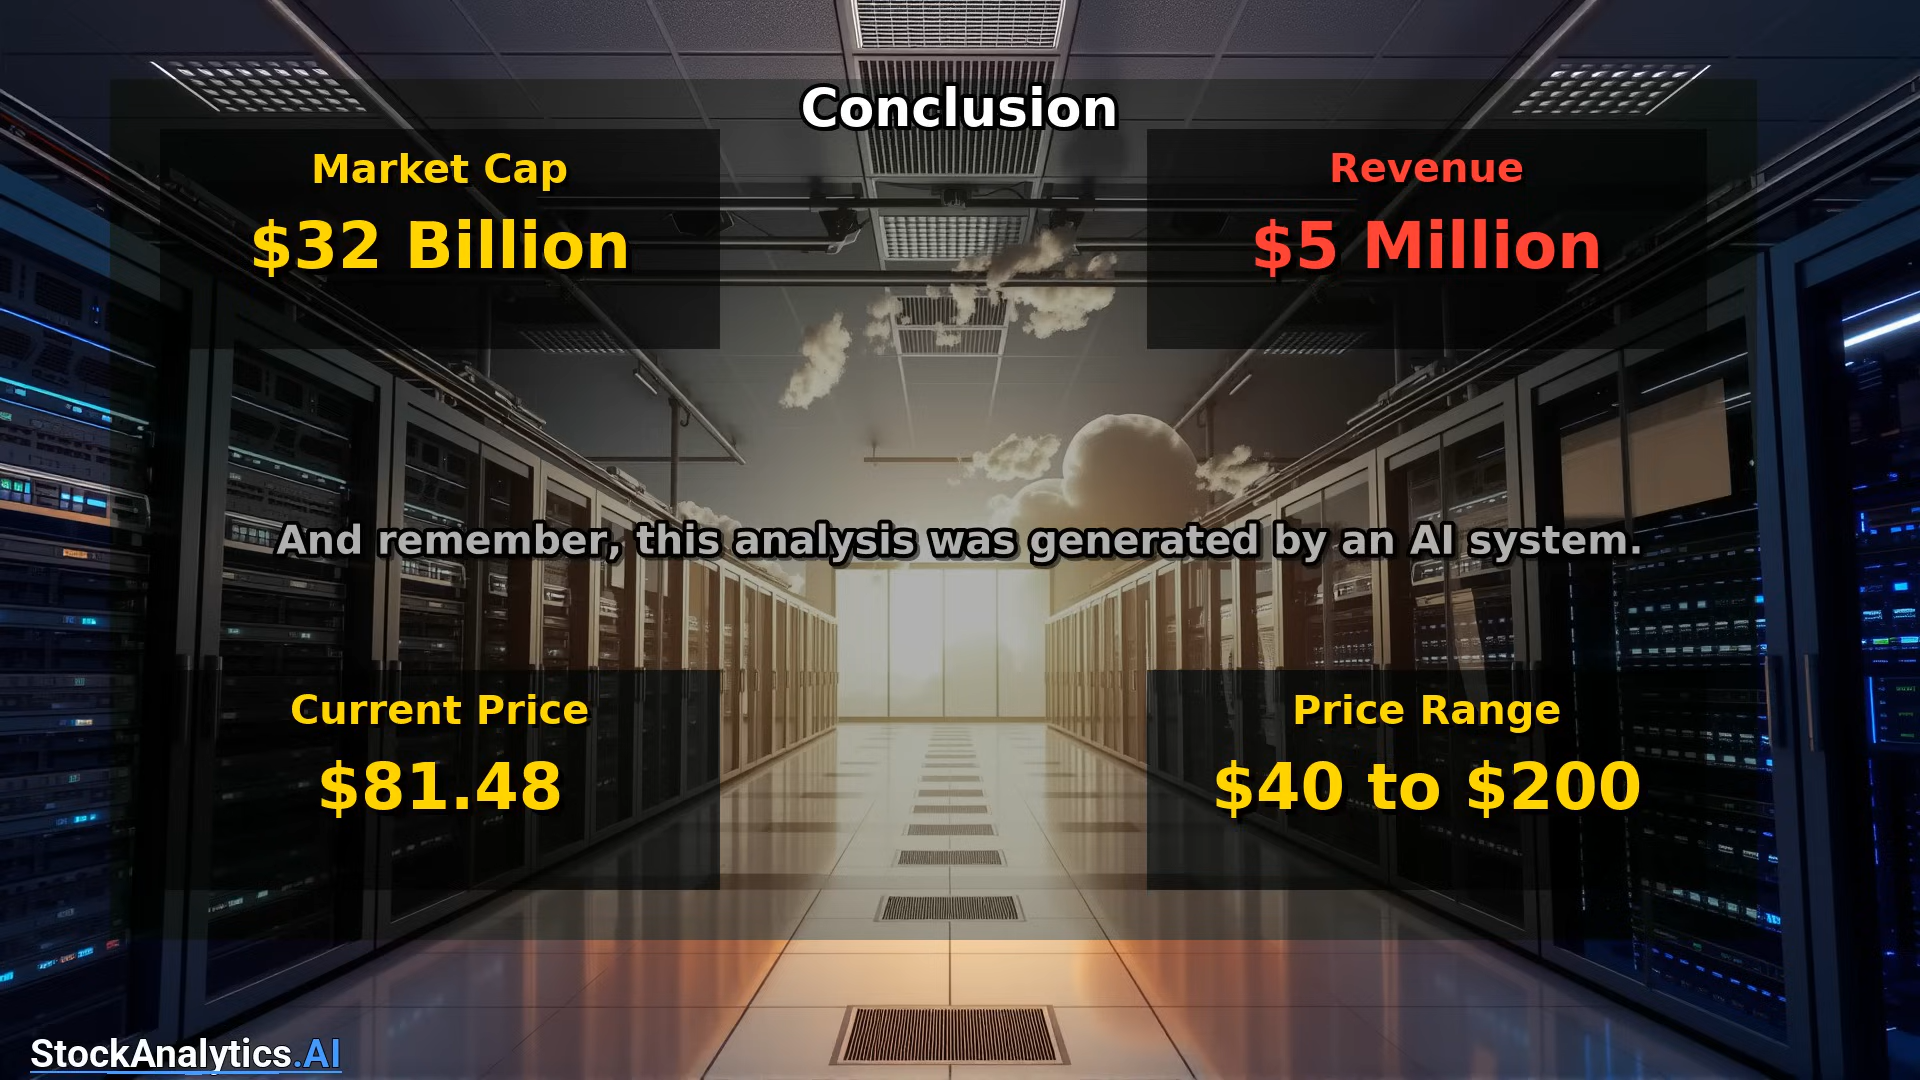 Conclusion
Market Cap
$32 Billion
Revenue
$5 Million
And remember, this analysis was generated by an AI system.
Current Price
$81.48
Price Range
$40 to $200
StockAnalytics.AI